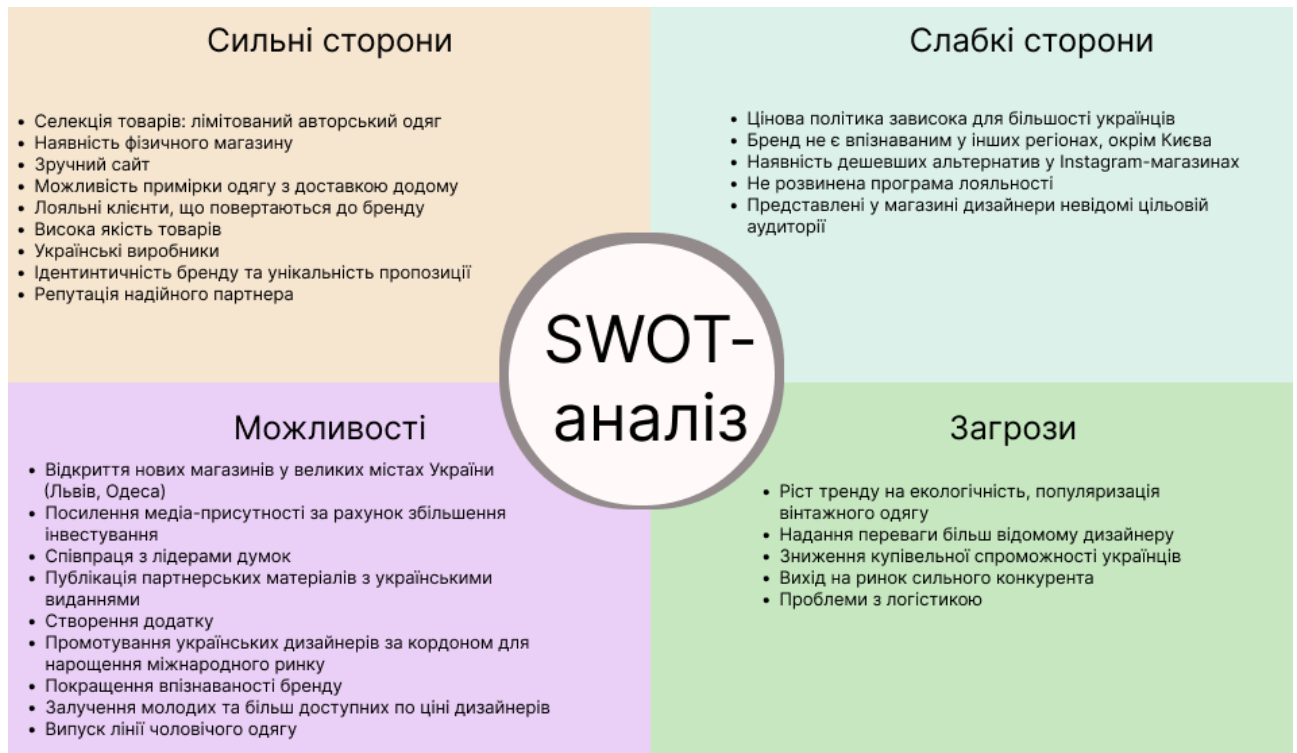 Сильні сторони
• Селекція товарів: лімітований авторський одяг
• Наявність фізичного магазину
• Зручний сайт
• Можливість примірки одягу з доставкою додому
• Лояльні клієнти, що повертаються до бренду
• Висока якість товарів
• Українські виробники
• Ідентинтичність бренду та унікальність пропозиції
• Репутація надійного партнера
Слабкі сторони
• Цінова політика зависока для більшості українців
• Бренд не є впізнаваним у інших регіонах, окрім Києва
• Наявність дешевших альтернатив у Instagram-магазинах
• Не розвинена програма лояльності
• Представлені у магазині дизайнери невідомі цільовій
аудиторії
SWOT-
аналіз
Можливості
• Відкриття нових магазинів у великих містах України
(Львів, Одеса)
• Посилення медіа-присутності за рахунок збільшення
інвестування
• Співпраця з лідерами думок
• Публікація партнерських матеріалів з українськими
виданнями
• Створення додатку
• Промотування українських дизайнерів за кордоном для
нарощення міжнародного ринку
• Покращення впізнаваності бренду
• Залучення молодих та більш доступних по ціні дизайнерів
• Випуск лінії чоловічого одягу
Загрози
• Ріст тренду на екологічність, популяризація
вінтажного одягу
• Надання переваги більш відомому дизайнеру
• Зниження купівельної спроможності українців
• Вихід на ринок сильного конкурента
• Проблеми з логістикою